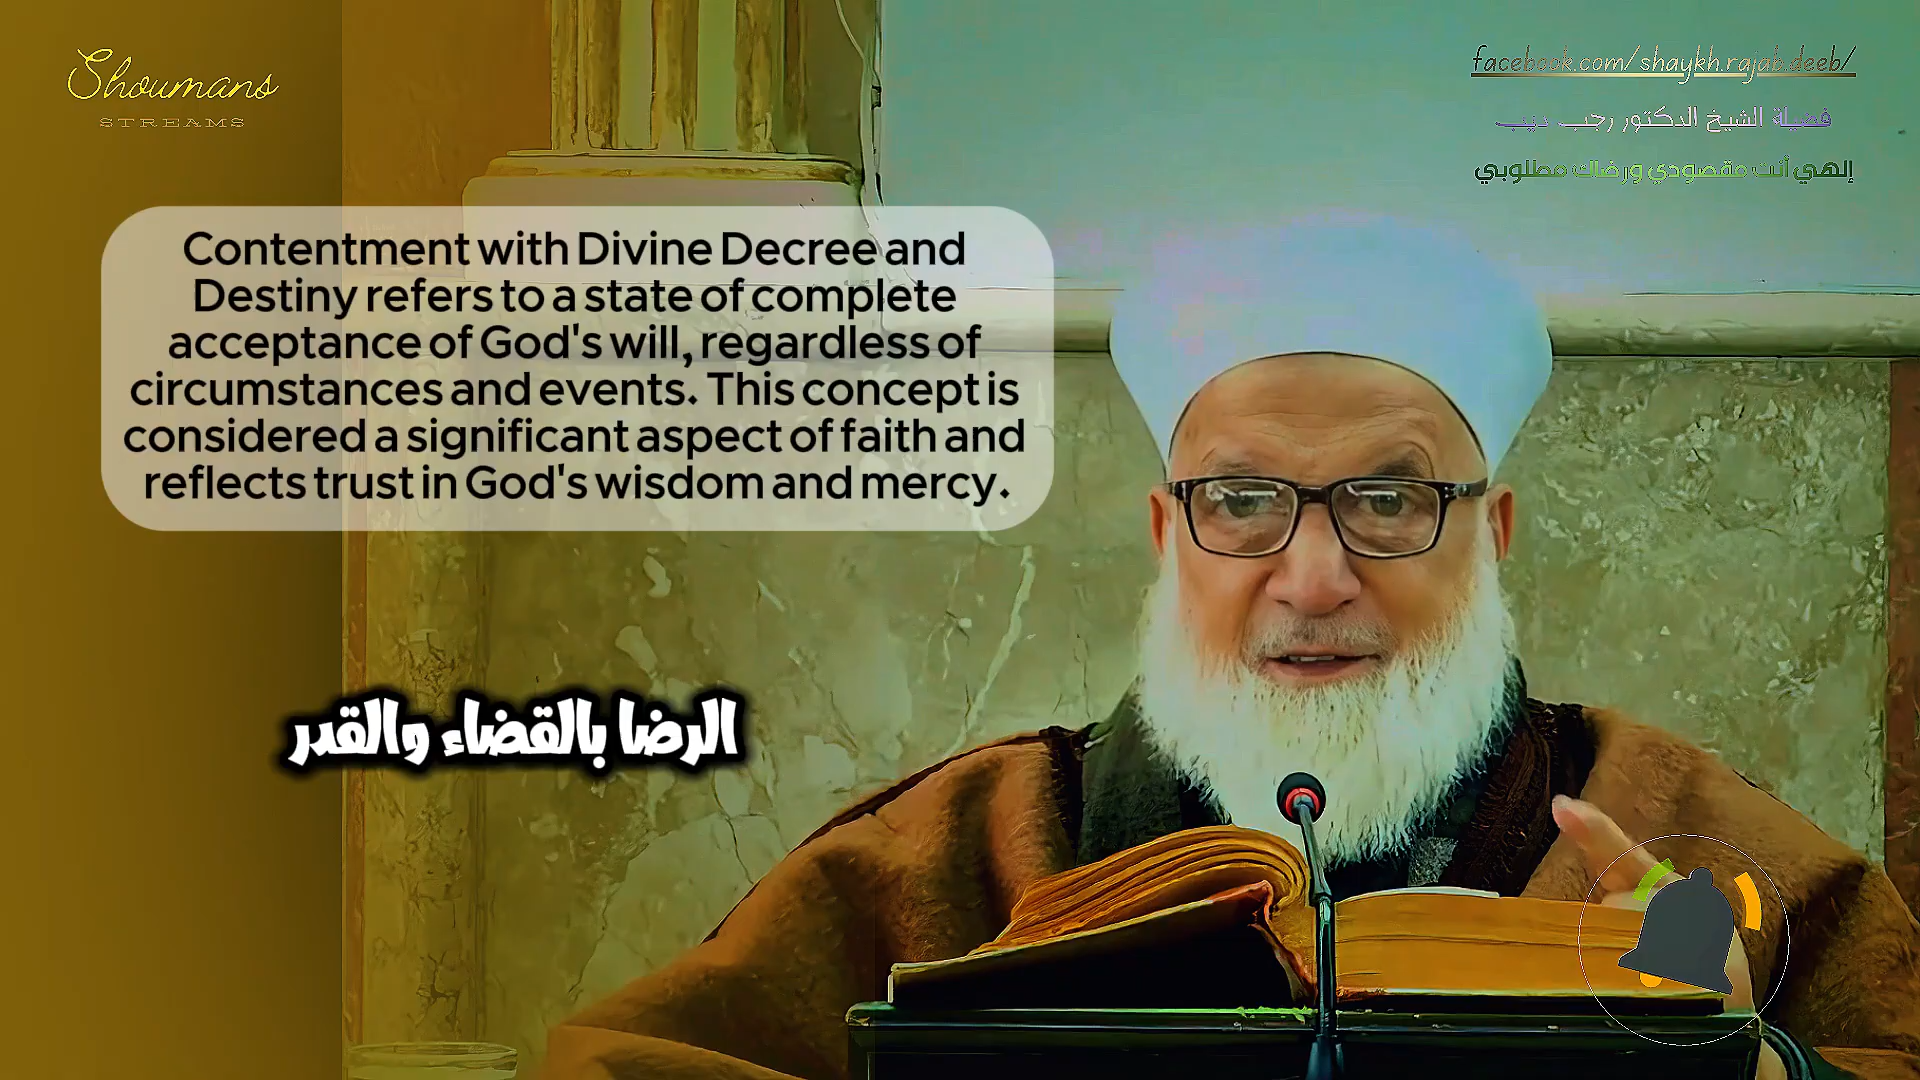 Shoumans
STREAMS
facebook.com/shaykh.rajab.deeb/
فضيلة الشيخ الدكتور رجب ديب
إلهي أنت مقصودي ورضاك مطلوبي
Contentment with Divine Decree and
Destiny refers to a state of complete
acceptance of God's will, regardless of
circumstances and events. This concept is
considered a significant aspect of faith and
reflects trust in God's wisdom and mercy.
الرضا بالقضاء والقدر